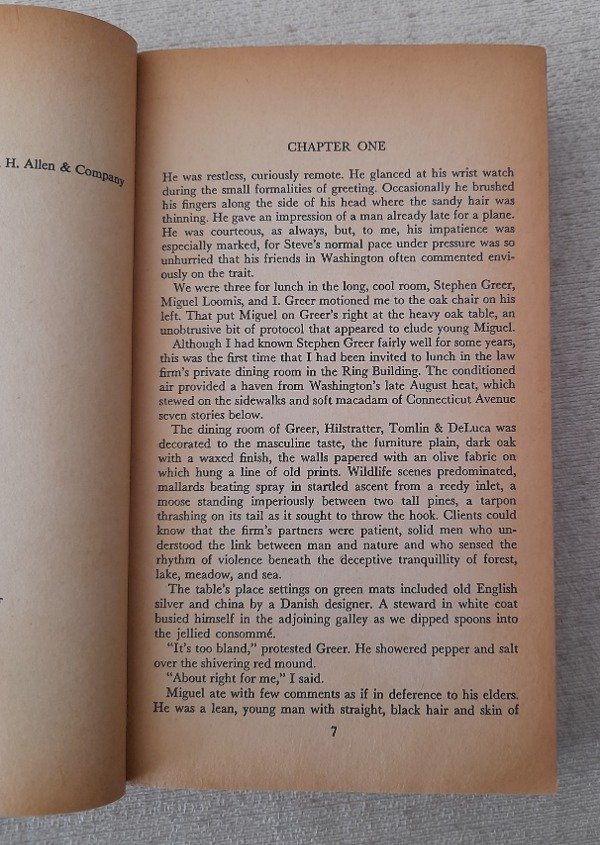 . H. Allen & Company
CHAPTER ONE
He was restless, curiously remote. He glanced at his wrist watch
during the small formalities of greeting. Occasionally he brushed
his fingers along the side of his head where the sandy hair was
thinning. He gave an impression of a man already late for a plane.
He was courteous, as always, but, to me, his impatience was
especially marked, for Steve's normal pace under pressure was so
unhurried that his friends in Washington often commented envi-
ously on the trait.
We were three for lunch in the long, cool room, Stephen Greer,
Miguel Loomis, and I. Greer motioned me to the oak chair on his
left. That put Miguel on Greer's right at the heavy oak table, an
unobtrusive bit of protocol that appeared to elude young Miguel.
Although I had known Stephen Greer fairly well for some years,
this was the first time that I had been invited to lunch in the law
firm's private dining room in the Ring Building. The conditioned
air provided a haven from Washington's late August heat, which
stewed on the sidewalks and soft macadam of Connecticut Avenue
seven stories below.
The dining room of Greer, Hilstratter, Tomlin & DeLuca was
decorated to the masculine taste, the furniture plain, dark oak
with a waxed finish, the walls papered with an olive fabric on
which hung a line of old prints. Wildlife scenes predominated,
mallards beating spray in startled ascent from a reedy inlet, a
moose standing imperiously between two tall pines, a tarpon
thrashing on its tail as it sought to throw the hook. Clients could
know that the firm's partners were patient, solid men who un-
derstood the link between man and nature and who sensed the
rhythm of violence beneath the deceptive tranquillity of forest,
lake, meadow, and sea.
The table's place settings on green mats included old English
silver and china by a Danish designer. A steward in white coat
busied himself in the adjoining galley as we dipped spoons into
the jellied consommé.
"It's too bland," protested Greer. He showered pepper and salt
over the shivering red mound.
"About right for me," I said.
Miguel ate with few comments as if in deference to his elders.
He was a lean, young man with straight, black hair and skin of
7